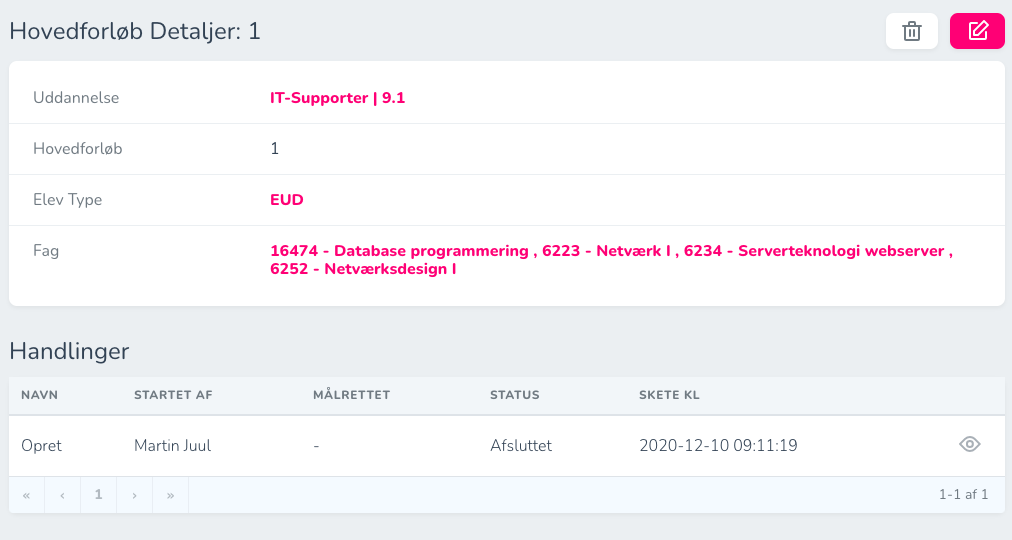 Hovedforløb Detaljer: 1
Uddannelse IT-Supporter | 9.1
Hovedforløb 1
Elev Type EUD
Fag 16474 - Database programmering , 6223 - Netværk I , 6234 - Serverteknologi webserver ,
6252 - Netværksdesign I
Handlinger
NAVN STARTET AF MÅLRETTET STATUS SKETE KL
Opret Martin Juul - Afsluttet 2020-12-10 09:11:19
« ‹ 1 › » 1-1 af 1